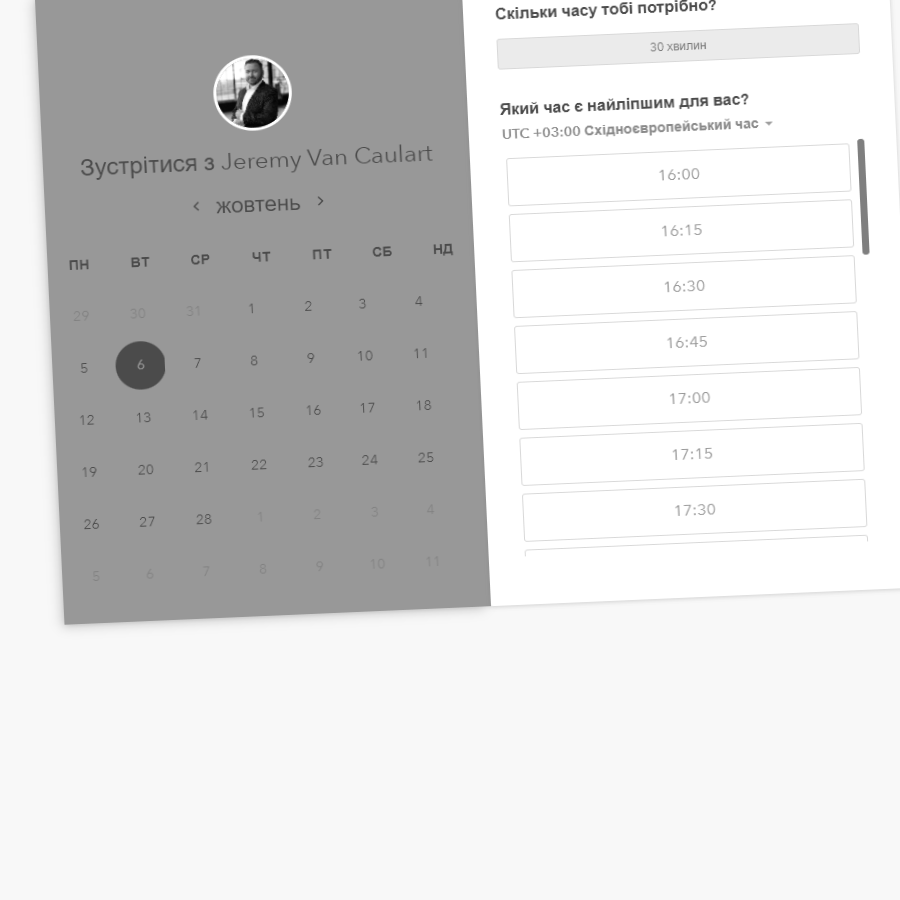 Зустрітися з Jeremy Van Caulart
‹ жовтень ›
ПН ВТ СР ЧТ ПТ СБ НД
29 30 31 1 2 3 4
5 6 7 8 9 10 11
12 13 14 15 16 17 18
19 20 21 22 23 24 25
26 27 28 1 2 3 4
5 6 7 8 9 10 11
Скільки часу тобі потрібно?
30 хвилин
Який час є найліпшим для вас?
UTC +03:00 Східноєвропейський час
16:00
16:15
16:30
16:45
17:00
17:15
17:30